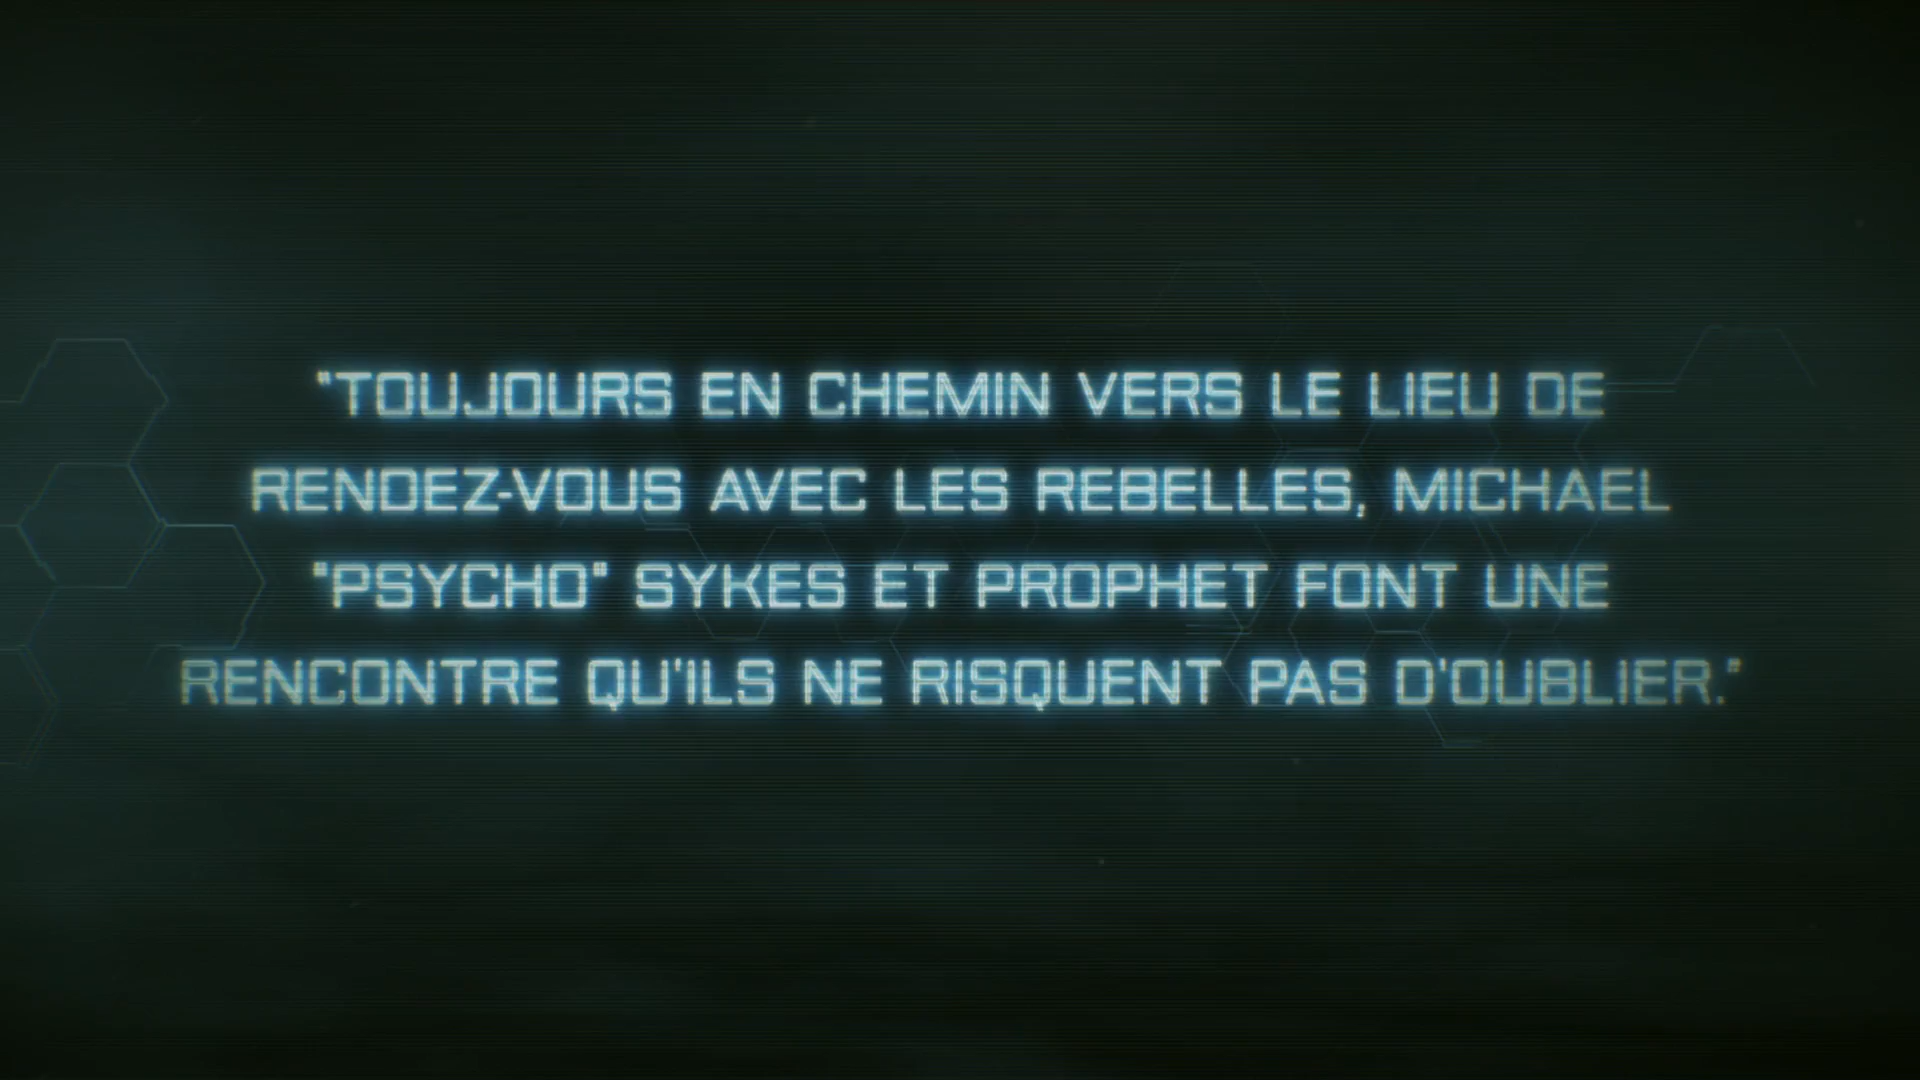 "TOUJOURS EN CHEMIN VERS LE LIEU DE
RENDEZ-VOUS AVEC LES REBELLES, MICHAEL
"PSYCHO" SYKES ET PROPHET FONT UNE
RENCONTRE QU'ILS NE RISQUENT PAS D'OUBLIER."